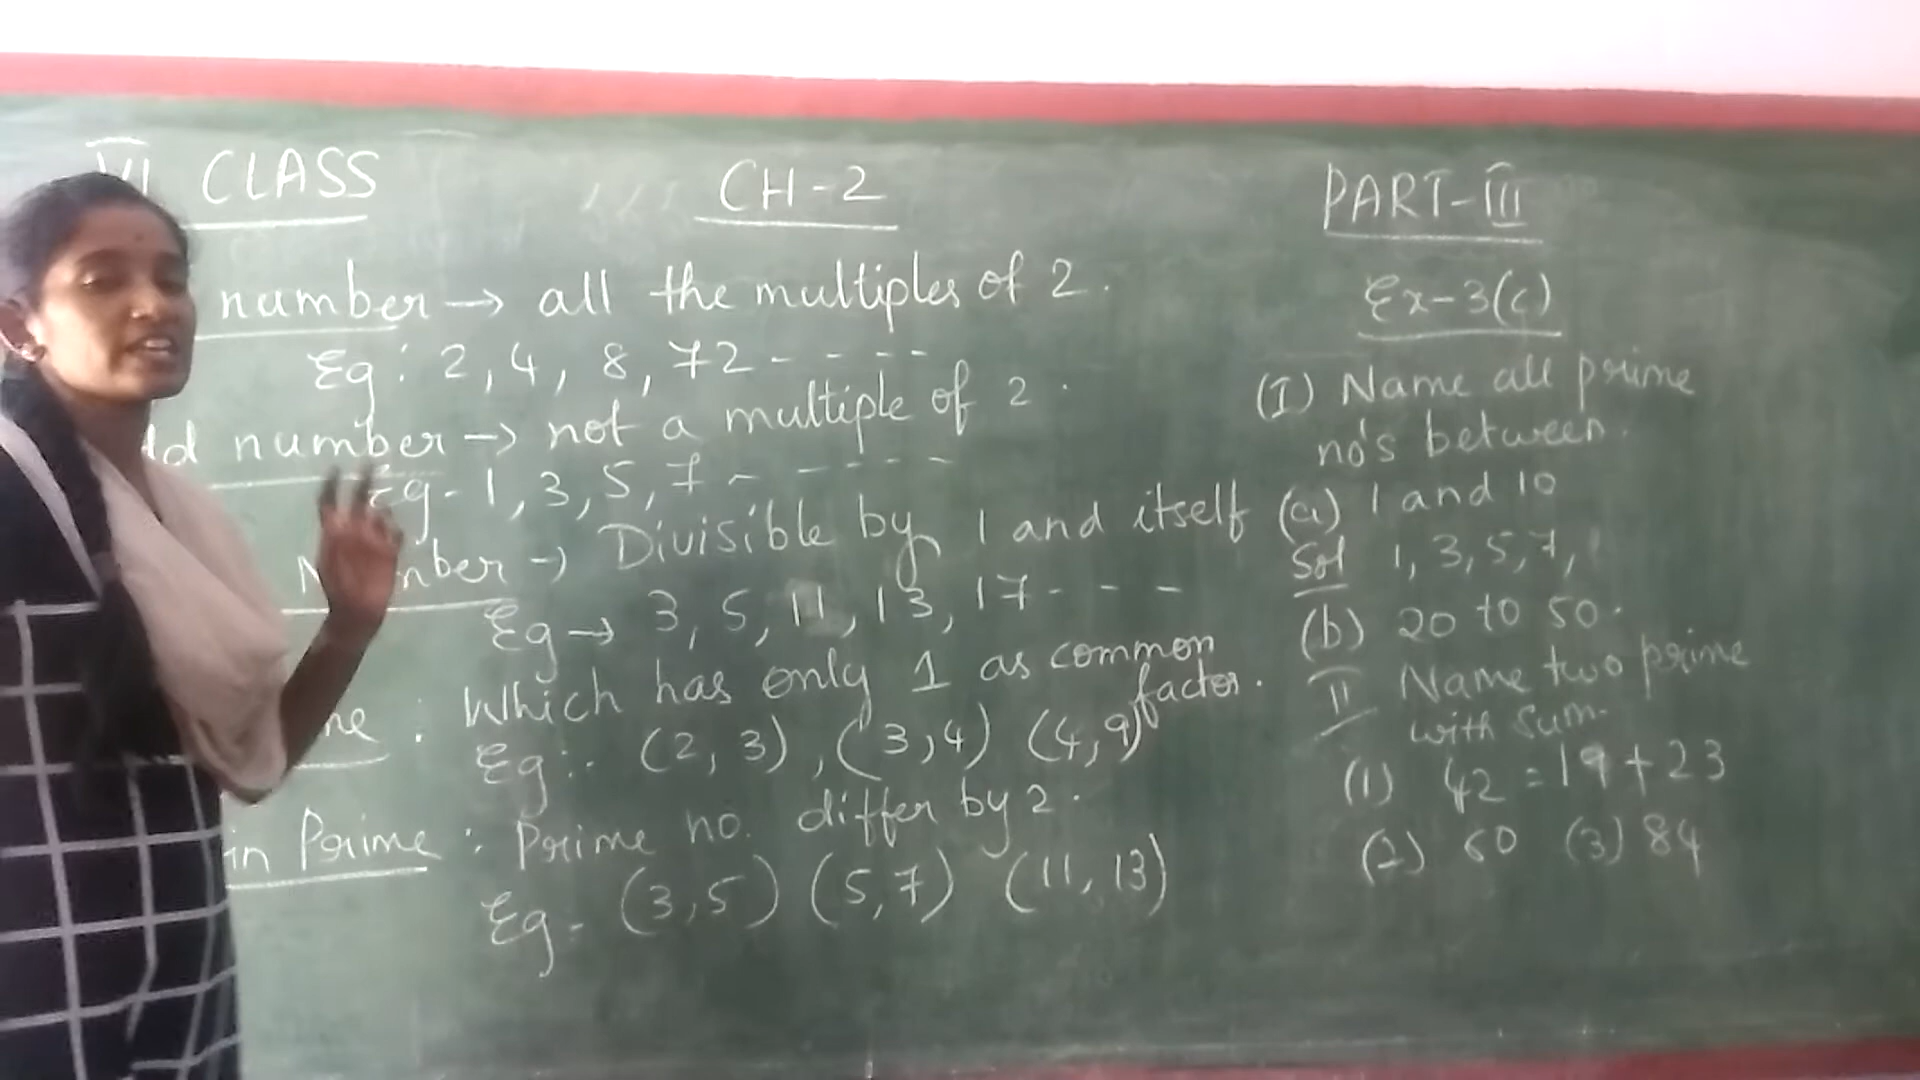 VI CLASS
CH-2
PART-III
number → all the multiples of 2.
Eg: 2, 4, 8, 72 - - - -
number → not a multiple of 2.
Eg - 1, 3, 5, 7 - - - - -
→ Divisible by 1 and itself
Eg → 3, 5, 11, 13, 17 - - -
: Which has only 1 as common
factor.
Eg :- (2, 3), (3, 4) (4, 9)
Prime : Prime no. differ by 2.
Eg - (3, 5) (5, 7) (11, 13)
Ex-3(c)
(I) Name all prime
no's between.
(a) 1 and 10
Sol 1, 3, 5, 7,
(b) 20 to 50.
II Name two prime
with sum.
(1) 42 = 19 + 23
(2) 60 (3) 84